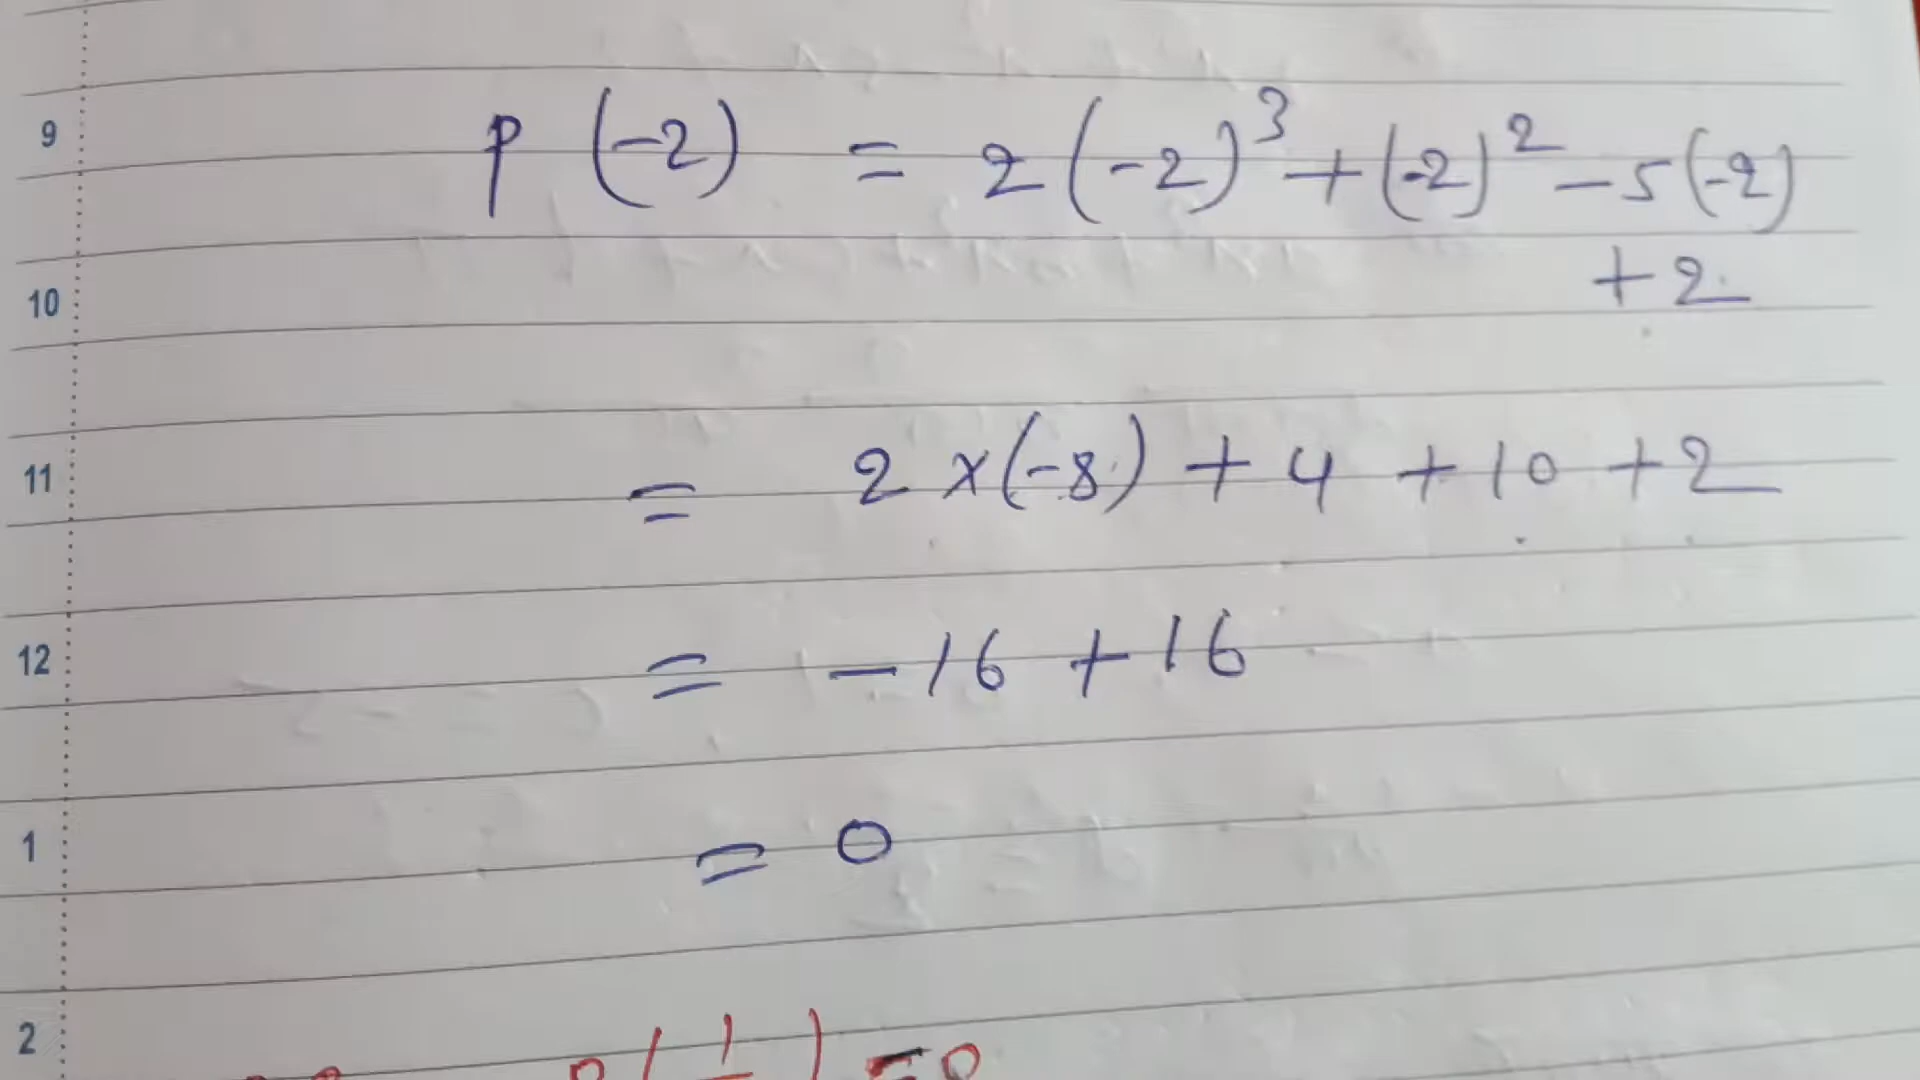 9
p (-2) = 2 (-2)³ + (-2)² - 5 (-2)
+ 2
10
11
= 2 × (-8) + 4 + 10 + 2
12
= - 16 + 16
1
= 0
2